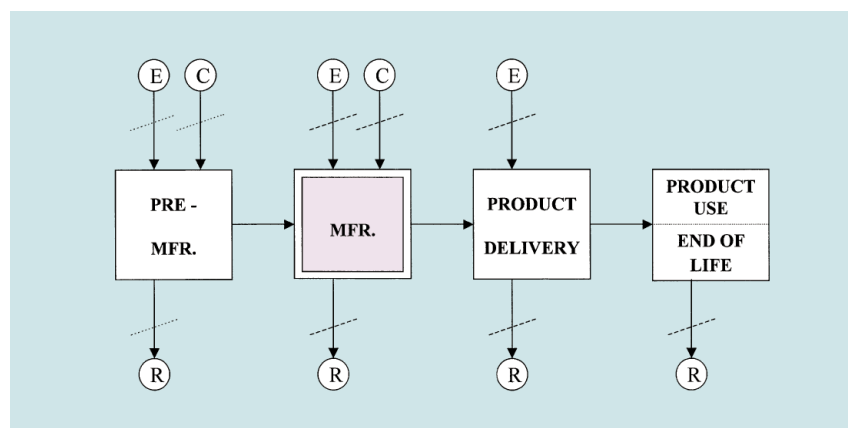 E
C
E
C
E
PRE -
MFR.
MFR.
PRODUCT
DELIVERY
PRODUCT
USE
END OF
LIFE
R
R
R
R